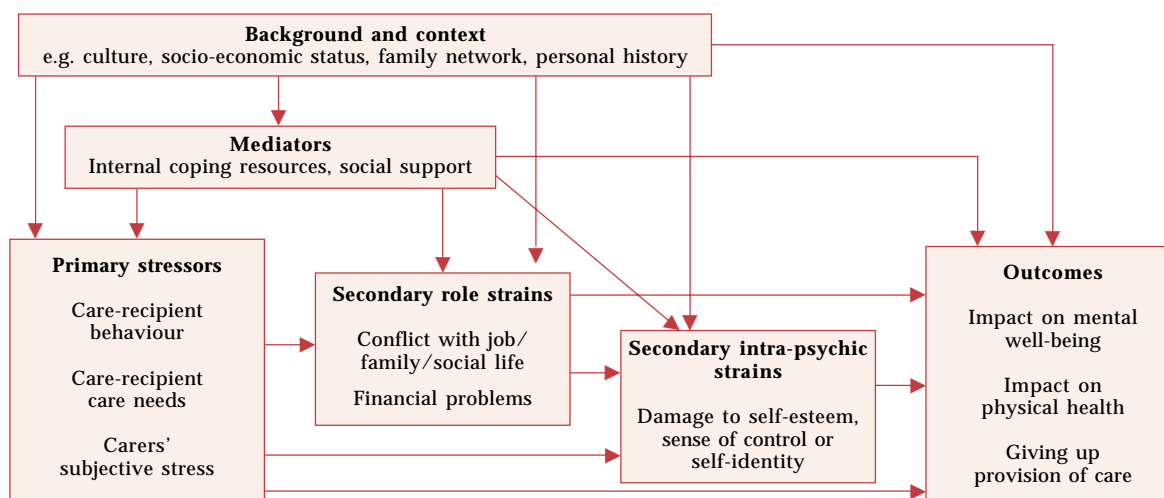 Background and context
e.g. culture, socio-economic status, family network, personal history
Mediators
Internal coping resources, social support
Primary stressors
Care-recipient
behaviour
Care-recipient
care needs
Carers’
subjective stress
Secondary role strains
Conflict with job/
family/social life
Financial problems
Secondary intra-psychic
strains
Damage to self-esteem,
sense of control or
self-identity
Outcomes
Impact on mental
well-being
Impact on
physical health
Giving up
provision of care